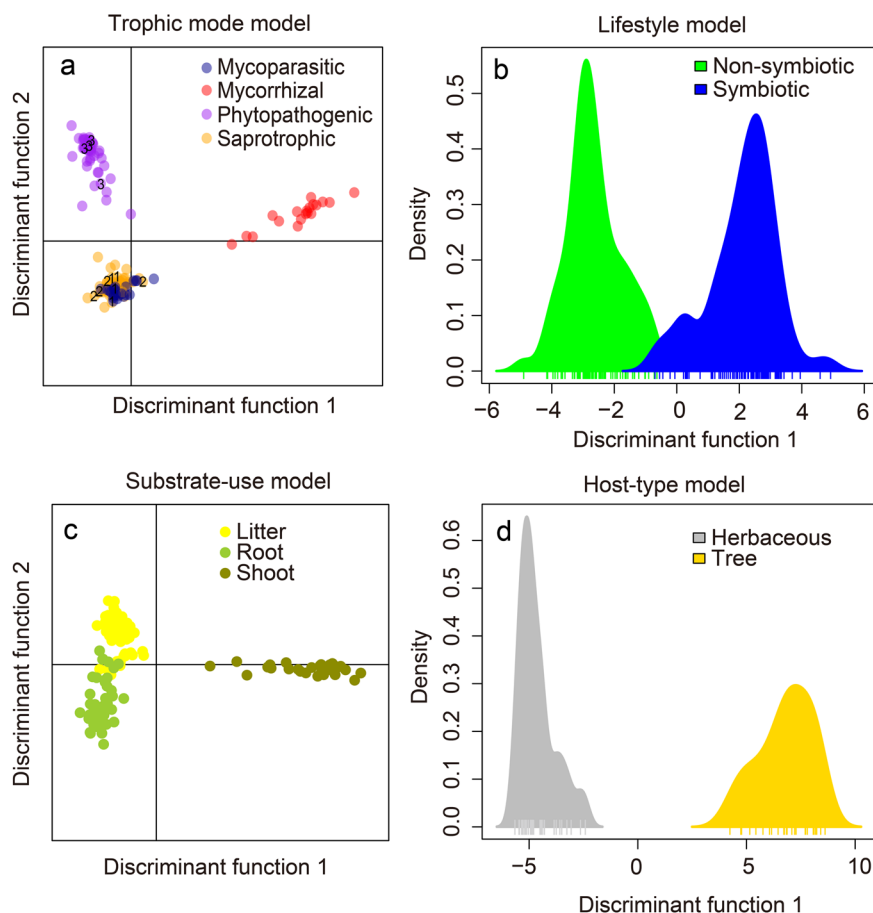 Trophic mode model
a
Mycoparasitic
Mycorrhizal
Phytopathogenic
Saprotrophic
Discriminant function 2
Discriminant function 1
Lifestyle model
b
Non-symbiotic
Symbiotic
Density
0.5
0.4
0.3
0.2
0.1
0.0
−6 −4 −2 0 2 4 6
Discriminant function 1
Substrate-use model
c
Litter
Root
Shoot
Discriminant function 2
Discriminant function 1
Host-type model
d
Herbaceous
Tree
Density
0.6
0.5
0.4
0.3
0.2
0.1
0.0
−5 0 5 10
Discriminant function 1